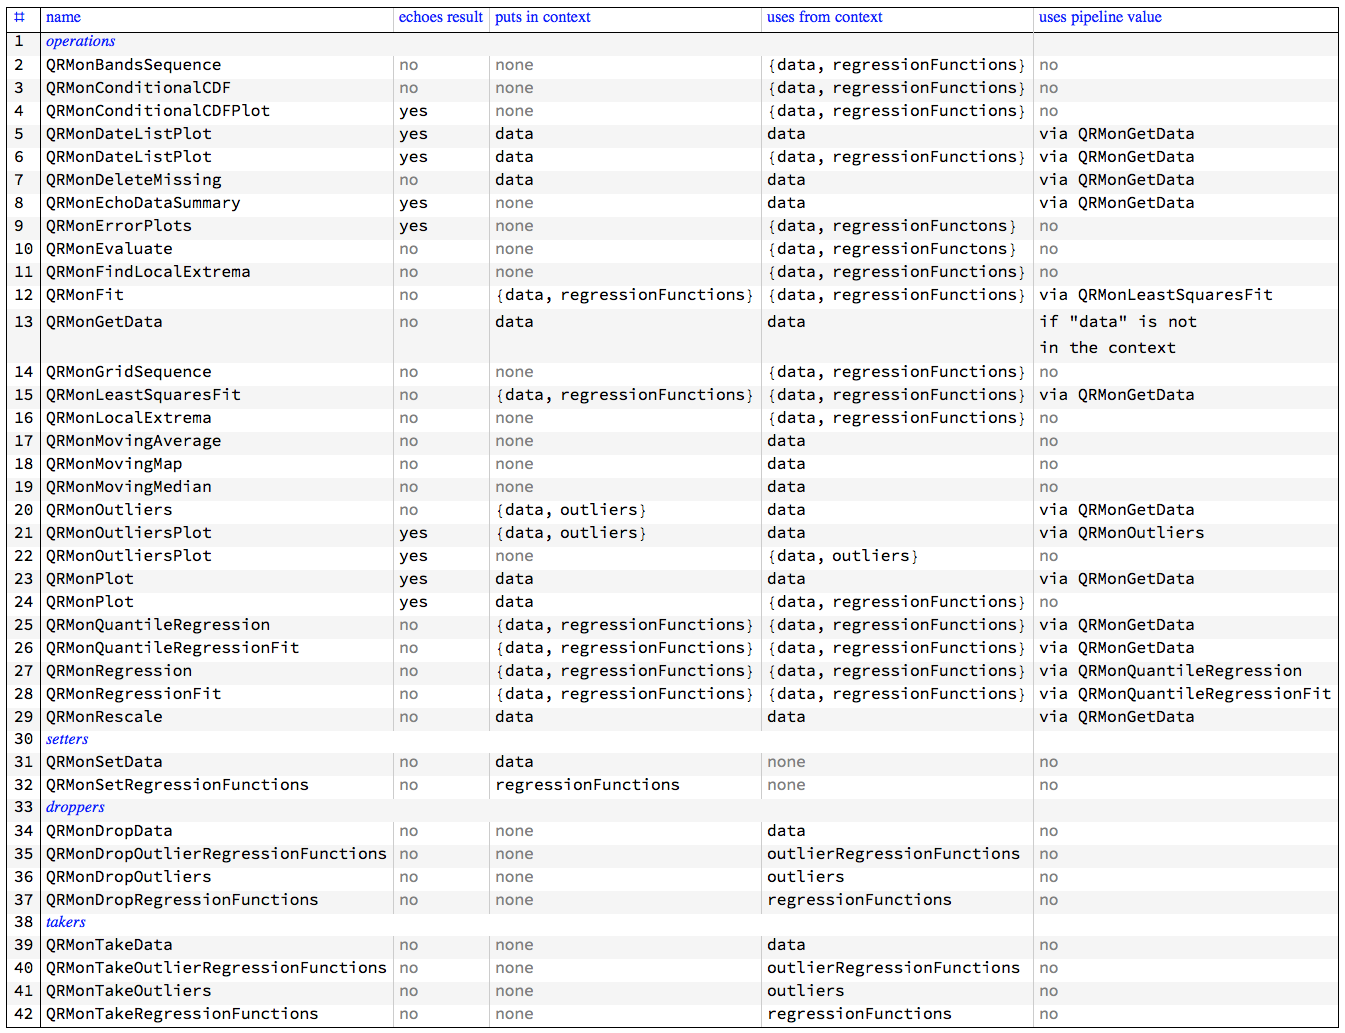 # name echoes result puts in context uses from context uses pipeline value
1 operations
2 QRMonBandsSequence no none {data, regressionFunctions} no
3 QRMonConditionalCDF no none {data, regressionFunctions} no
4 QRMonConditionalCDFPlot yes none {data, regressionFunctions} no
5 QRMonDateListPlot yes data data via QRMonGetData
6 QRMonDateListPlot yes data {data, regressionFunctions} via QRMonGetData
7 QRMonDeleteMissing no data data via QRMonGetData
8 QRMonEchoDataSummary yes none data via QRMonGetData
9 QRMonErrorPlots yes none {data, regressionFunctons} no
10 QRMonEvaluate no none {data, regressionFunctons} no
11 QRMonFindLocalExtrema no none {data, regressionFunctions} no
12 QRMonFit no {data, regressionFunctions} {data, regressionFunctions} via QRMonLeastSquaresFit
13 QRMonGetData no data data if "data" is not
in the context
14 QRMonGridSequence no none {data, regressionFunctions} no
15 QRMonLeastSquaresFit no {data, regressionFunctions} {data, regressionFunctions} via QRMonGetData
16 QRMonLocalExtrema no none {data, regressionFunctions} no
17 QRMonMovingAverage no none data no
18 QRMonMovingMap no none data no
19 QRMonMovingMedian no none data no
20 QRMonOutliers no {data, outliers} data via QRMonGetData
21 QRMonOutliersPlot yes {data, outliers} data via QRMonOutliers
22 QRMonOutliersPlot yes none {data, outliers} no
23 QRMonPlot yes data data via QRMonGetData
24 QRMonPlot yes data {data, regressionFunctions} no
25 QRMonQuantileRegression no {data, regressionFunctions} {data, regressionFunctions} via QRMonGetData
26 QRMonQuantileRegressionFit no {data, regressionFunctions} {data, regressionFunctions} via QRMonGetData
27 QRMonRegression no {data, regressionFunctions} {data, regressionFunctions} via QRMonQuantileRegression
28 QRMonRegressionFit no {data, regressionFunctions} {data, regressionFunctions} via QRMonQuantileRegressionFit
29 QRMonRescale no data data via QRMonGetData
30 setters
31 QRMonSetData no data none no
32 QRMonSetRegressionFunctions no regressionFunctions none no
33 droppers
34 QRMonDropData no none data no
35 QRMonDropOutlierRegressionFunctions no none outlierRegressionFunctions no
36 QRMonDropOutliers no none outliers no
37 QRMonDropRegressionFunctions no none regressionFunctions no
38 takers
39 QRMonTakeData no none data no
40 QRMonTakeOutlierRegressionFunctions no none outlierRegressionFunctions no
41 QRMonTakeOutliers no none outliers no
42 QRMonTakeRegressionFunctions no none regressionFunctions no